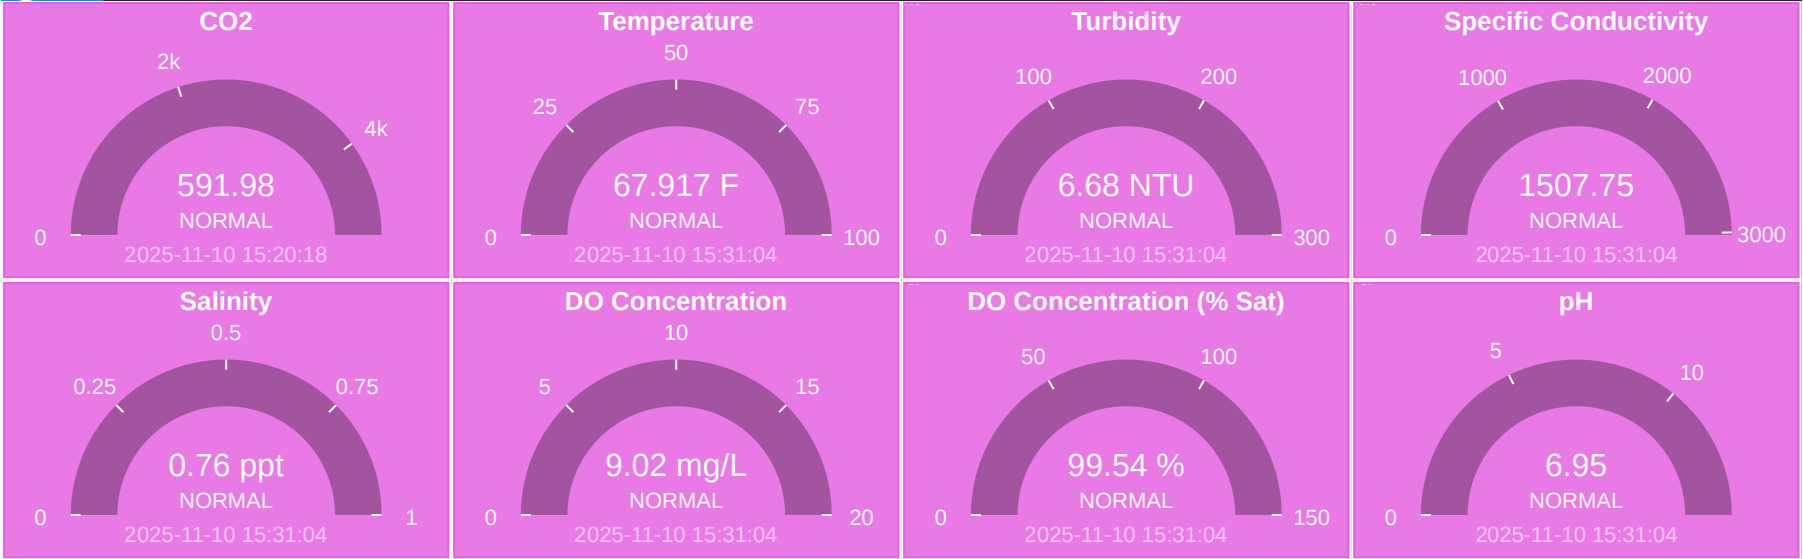 CO2
2k
4k
0
591.98
NORMAL
2025-11-10 15:20:18
Temperature
50
25
75
0
100
67.917 F
NORMAL
2025-11-10 15:31:04
Turbidity
100
200
0
300
6.68 NTU
NORMAL
2025-11-10 15:31:04
Specific Conductivity
1000
2000
0
3000
1507.75
NORMAL
2025-11-10 15:31:04
Salinity
0.5
0.25
0.75
0
1
0.76 ppt
NORMAL
2025-11-10 15:31:04
DO Concentration
10
5
15
0
20
9.02 mg/L
NORMAL
2025-11-10 15:31:04
DO Concentration (% Sat)
50
100
0
150
99.54 %
NORMAL
2025-11-10 15:31:04
pH
5
10
0
6.95
NORMAL
2025-11-10 15:31:04